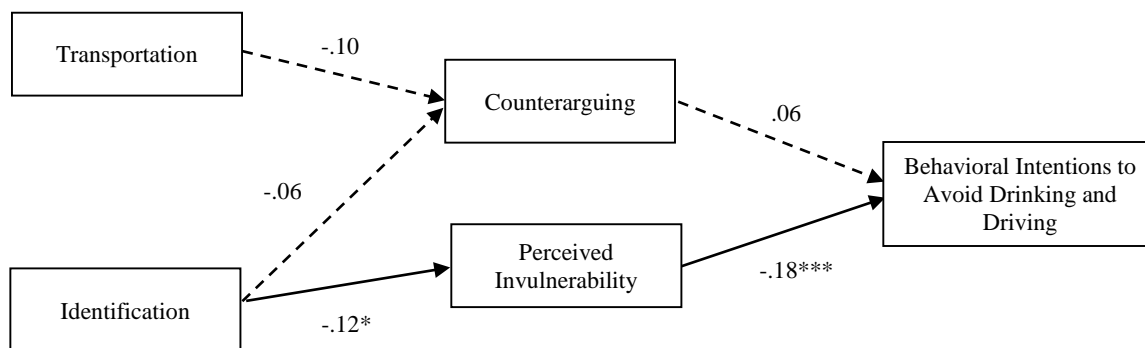 Transportation
-.10
Counterarguing
.06
Behavioral Intentions to
Avoid Drinking and
Driving
-.06
Perceived
Invulnerability
-.18***
Identification
-.12*